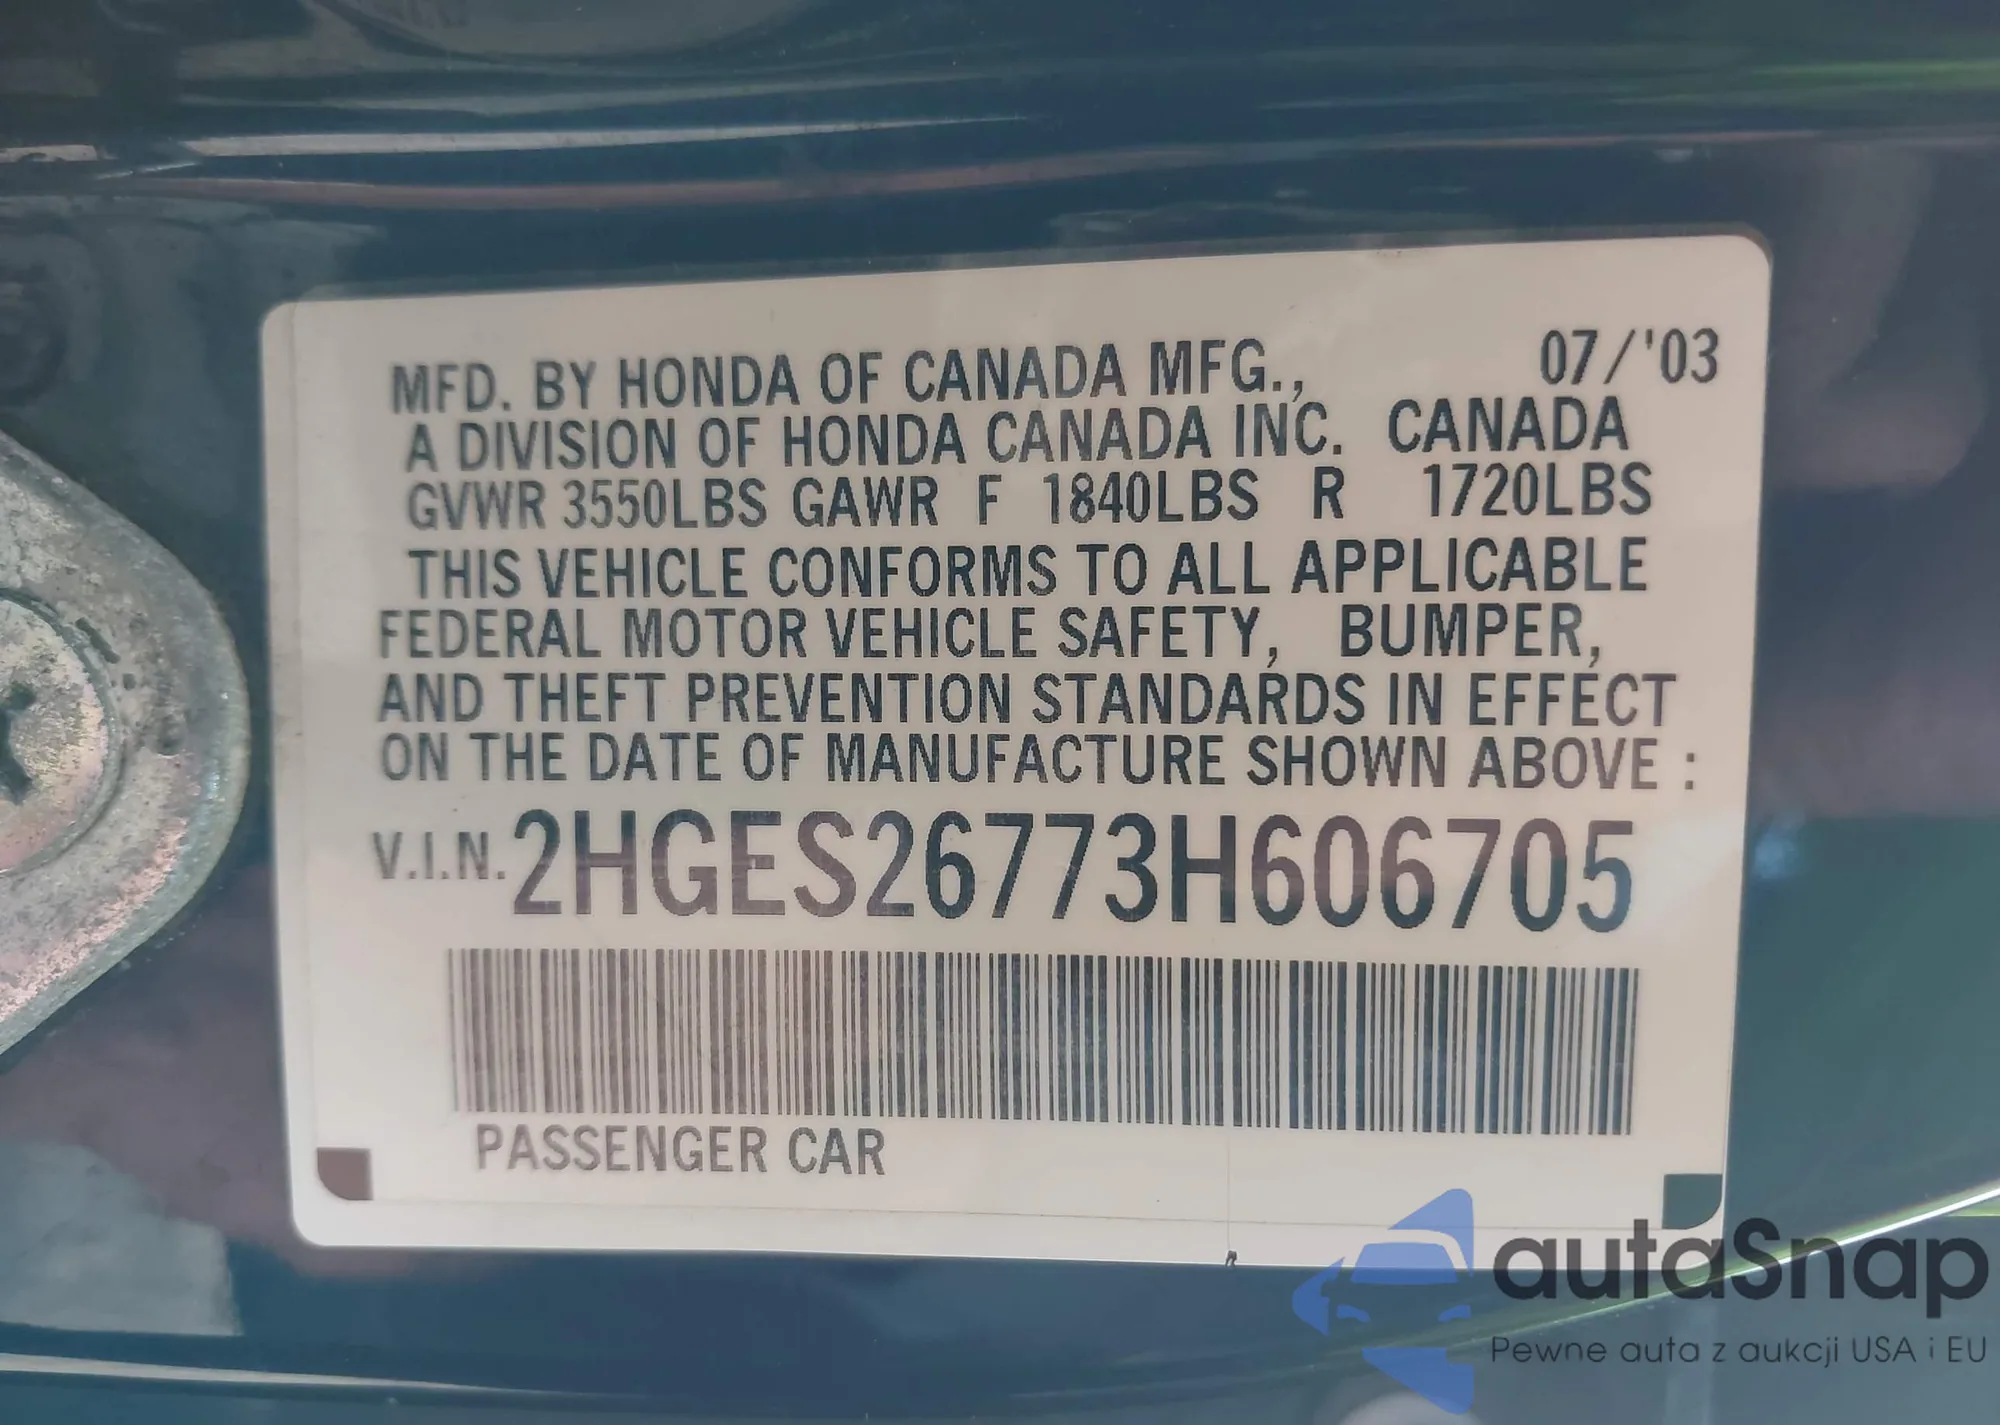 MFD. BY HONDA OF CANADA MFG., 07/'03
A DIVISION OF HONDA CANADA INC. CANADA
GVWR 3550LBS GAWR F 1840LBS R 1720LBS
THIS VEHICLE CONFORMS TO ALL APPLICABLE
FEDERAL MOTOR VEHICLE SAFETY, BUMPER,
AND THEFT PREVENTION STANDARDS IN EFFECT
ON THE DATE OF MANUFACTURE SHOWN ABOVE :
V.I.N. 2HGES26773H606705
PASSENGER CAR
autaSnap
Pewne auta z aukcji USA i EU